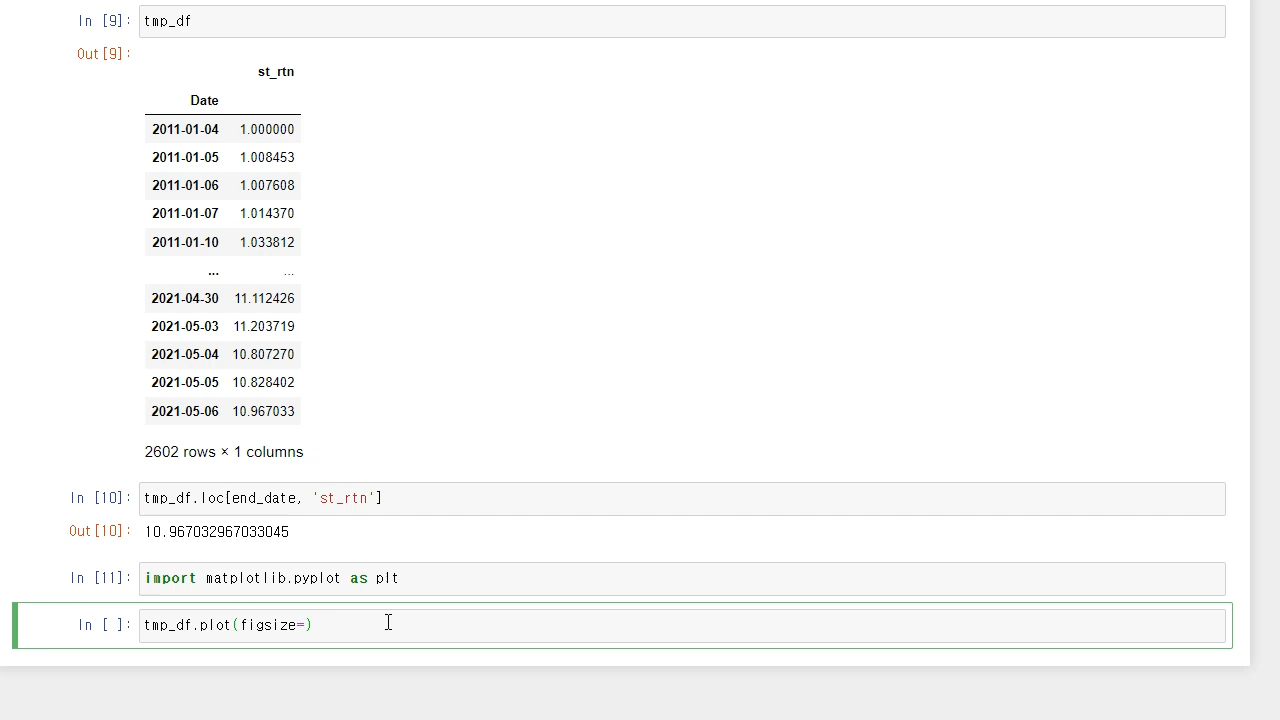 In [9]: tmp_df
Out[9]:
st_rtn
Date
2011-01-04 1.000000
2011-01-05 1.008453
2011-01-06 1.007608
2011-01-07 1.014370
2011-01-10 1.033812
... ...
2021-04-30 11.112426
2021-05-03 11.203719
2021-05-04 10.807270
2021-05-05 10.828402
2021-05-06 10.967033
2602 rows × 1 columns
In [10]: tmp_df.loc[end_date, 'st_rtn']
Out[10]: 10.967032967033045
In [11]: import matplotlib.pyplot as plt
In [ ]: tmp_df.plot(figsize=)